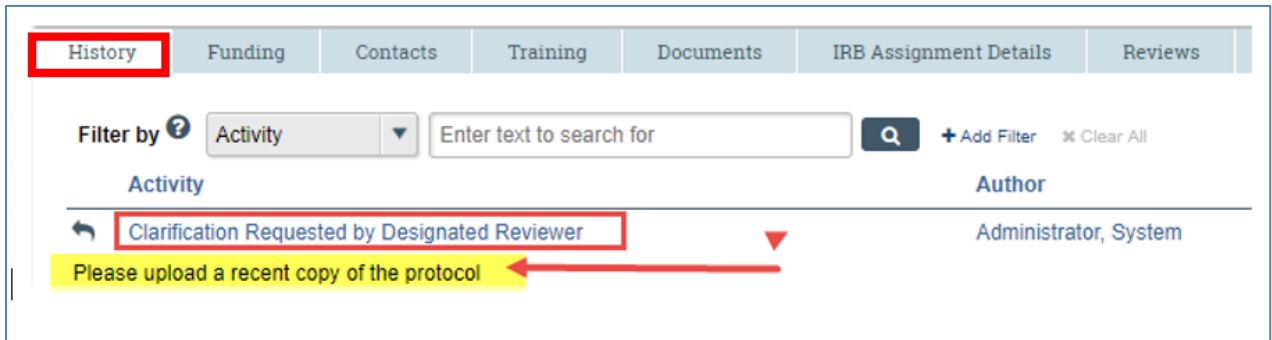 History Funding Contacts Training Documents IRB Assignment Details Reviews
Filter by ? Activity Enter text to search for + Add Filter × Clear All
Activity Author
Clarification Requested by Designated Reviewer Administrator, System
Please upload a recent copy of the protocol